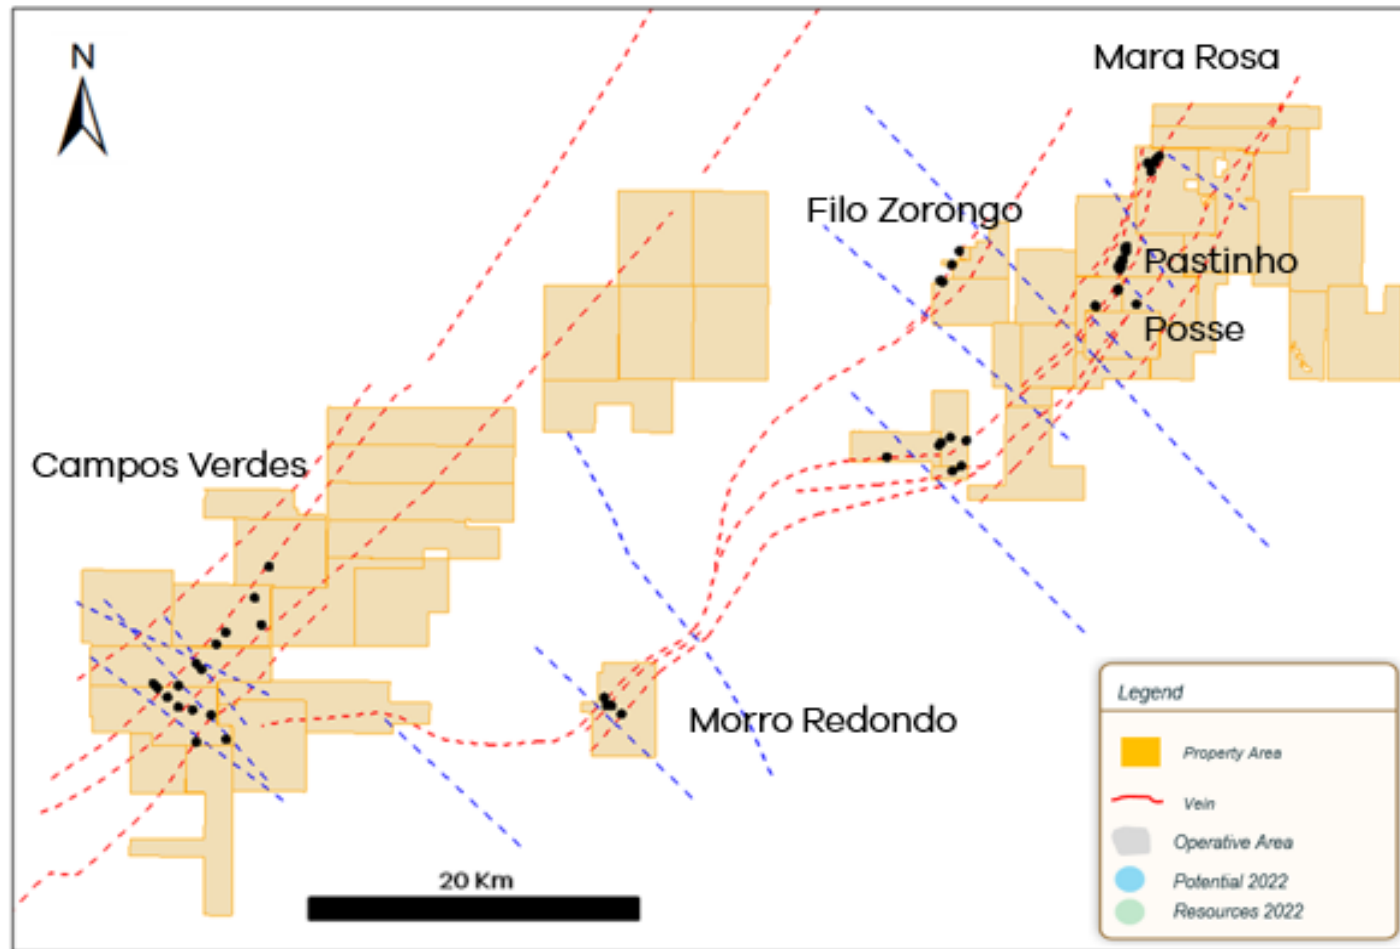 N
Mara Rosa
Filo Zorongo
Pastinho
Posse
Campos Verdes
Morro Redondo
20 Km
Legend
Property Area
Vein
Operative Area
Potential 2022
Resources 2022